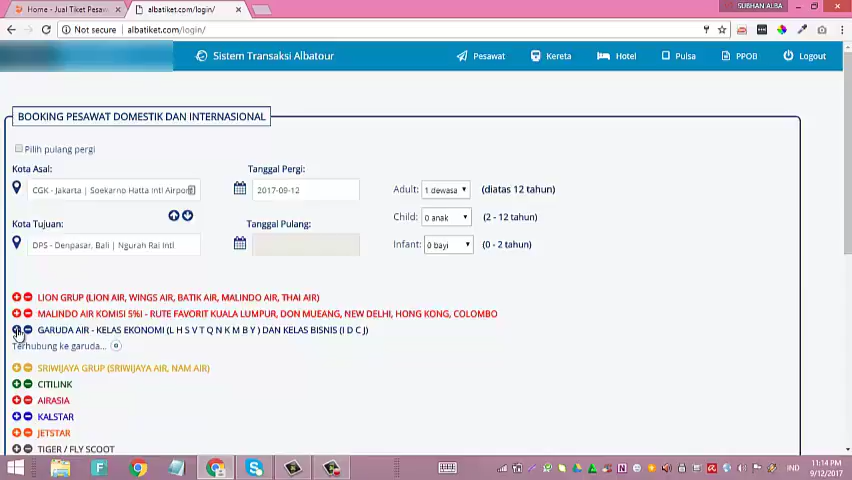 SUBHAN ALBA
Home - Jual Tiket Pesaw
albatiket.com/login/
Not secure albatiket.com/login/
Sistem Transaksi Albatour
Pesawat
Kereta
Hotel
Pulsa
PPOB
Logout
BOOKING PESAWAT DOMESTIK DAN INTERNASIONAL
Pilih pulang pergi
Kota Asal:
Tanggal Pergi:
CGK - Jakarta | Soekarno Hatta Intl Airport
2017-09-12
Adult: 1 dewasa (diatas 12 tahun)
Child: 0 anak (2 - 12 tahun)
Kota Tujuan:
Tanggal Pulang:
DPS - Denpasar, Bali | Ngurah Rai Intl
Infant: 0 bayi (0 - 2 tahun)
LION GRUP (LION AIR, WINGS AIR, BATIK AIR, MALINDO AIR, THAI AIR)
MALINDO AIR KOMISI 5%! - RUTE FAVORIT KUALA LUMPUR, DON MUEANG, NEW DELHI, HONG KONG, COLOMBO
GARUDA AIR - KELAS EKONOMI (L H S V T Q N K M B Y ) DAN KELAS BISNIS (I D C J)
Terhubung ke garuda...
SRIWIJAYA GRUP (SRIWIJAYA AIR, NAM AIR)
CITILINK
AIRASIA
KALSTAR
JETSTAR
TIGER / FLY SCOOT
IND
11:14 PM
9/12/2017